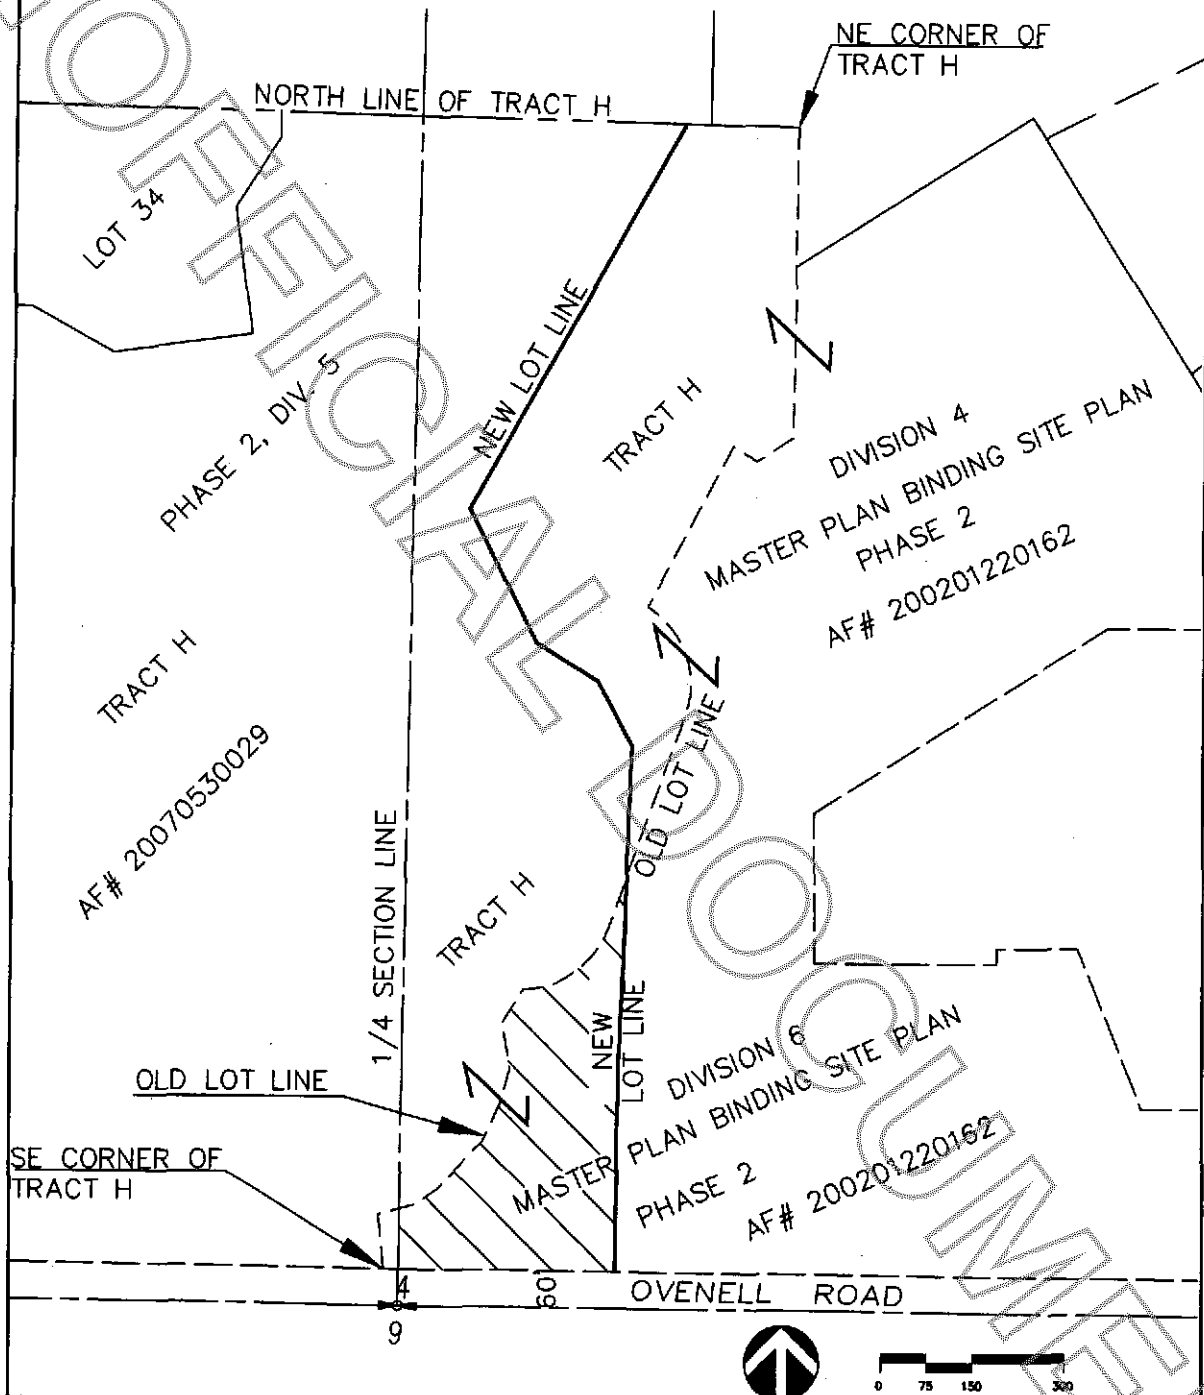 NE CORNER OF
TRACT H
NORTH LINE OF TRACT H
LOT 34
NEW LOT LINE
PHASE 2, DIV. 5
TRACT H
DIVISION 4
MASTER PLAN BINDING SITE PLAN
PHASE 2
AF# 200201220162
TRACT H
AF# 20070530029
OLD LOT LINE
1/4 SECTION LINE
TRACT H
NEW
LOT LINE
DIVISION 6
MASTER PLAN BINDING SITE PLAN
PHASE 2
AF# 200201220162
OLD LOT LINE
SE CORNER OF
TRACT H
4
60
OVENELL ROAD
9
0 75 150 300
UNOFFICIAL DOCUMENT